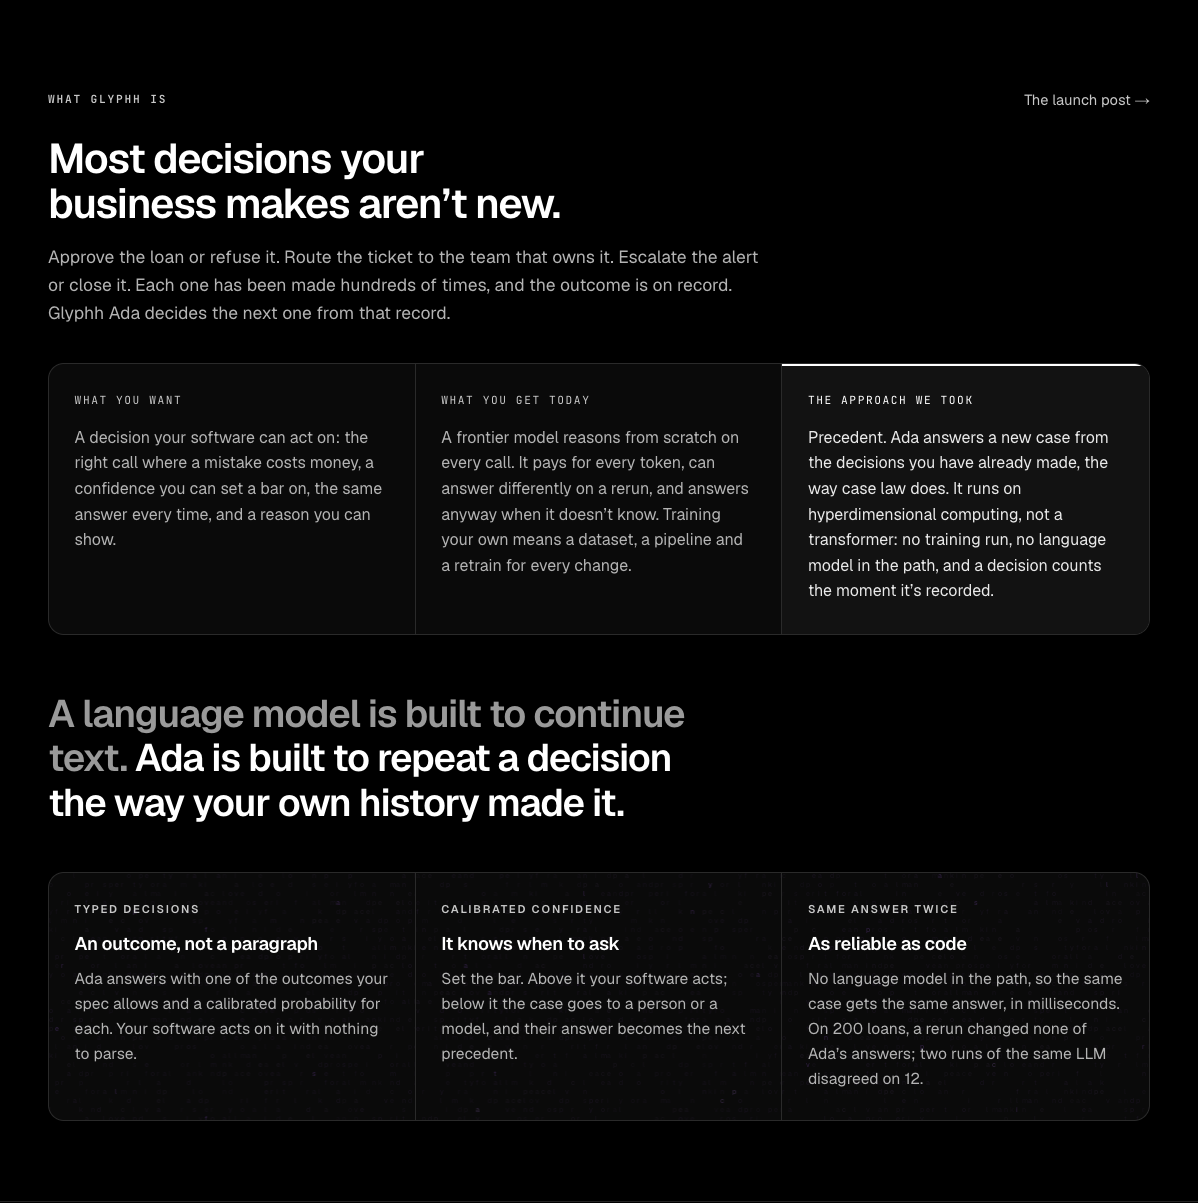 WHAT GLYPHH IS
The launch post →
Most decisions your
business makes aren’t new.
Approve the loan or refuse it. Route the ticket to the team that owns it. Escalate the alert
or close it. Each one has been made hundreds of times, and the outcome is on record.
Glyphh Ada decides the next one from that record.
WHAT YOU WANT
A decision your software can act on: the
right call where a mistake costs money, a
confidence you can set a bar on, the same
answer every time, and a reason you can
show.
WHAT YOU GET TODAY
A frontier model reasons from scratch on
every call. It pays for every token, can
answer differently on a rerun, and answers
anyway when it doesn’t know. Training
your own means a dataset, a pipeline and
a retrain for every change.
THE APPROACH WE TOOK
Precedent. Ada answers a new case from
the decisions you have already made, the
way case law does. It runs on
hyperdimensional computing, not a
transformer: no training run, no language
model in the path, and a decision counts
the moment it’s recorded.
A language model is built to continue
text. Ada is built to repeat a decision
the way your own history made it.
TYPED DECISIONS
An outcome, not a paragraph
Ada answers with one of the outcomes your
spec allows and a calibrated probability for
each. Your software acts on it with nothing
to parse.
CALIBRATED CONFIDENCE
It knows when to ask
Set the bar. Above it your software acts;
below it the case goes to a person or a
model, and their answer becomes the next
precedent.
SAME ANSWER TWICE
As reliable as code
No language model in the path, so the same
case gets the same answer, in milliseconds.
On 200 loans, a rerun changed none of
Ada’s answers; two runs of the same LLM
disagreed on 12.